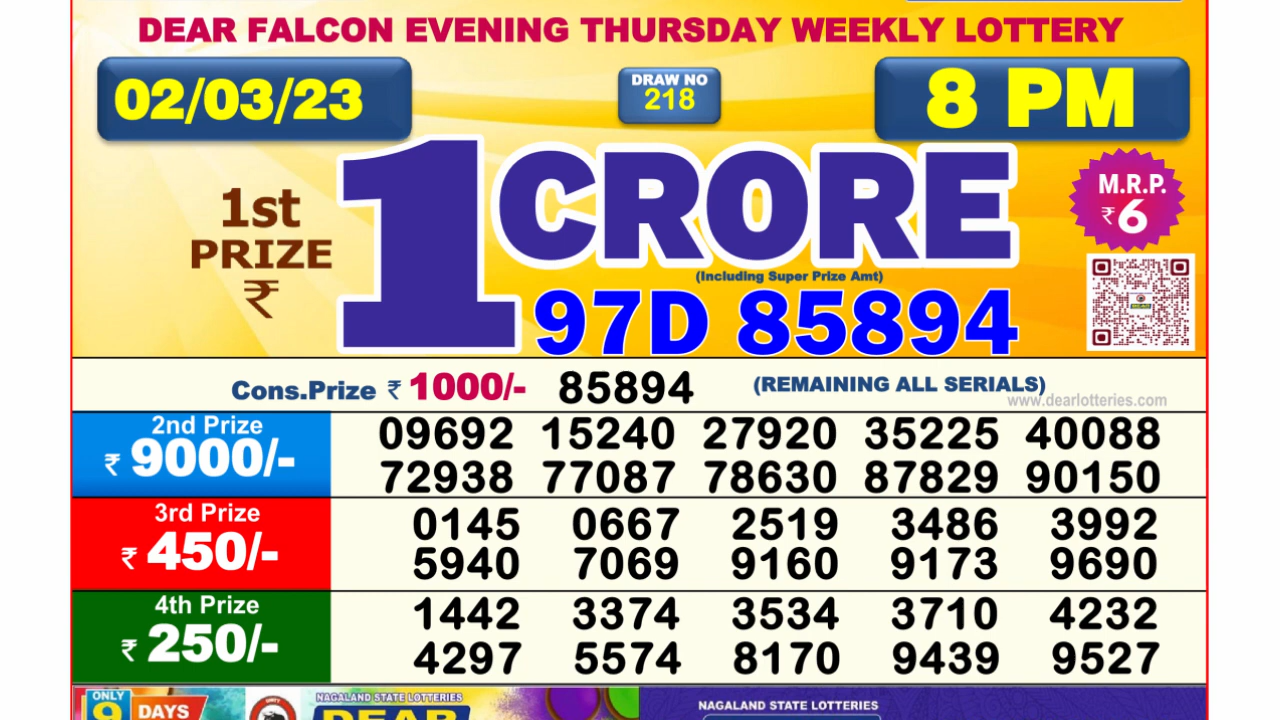 DEAR FALCON EVENING THURSDAY WEEKLY LOTTERY
02/03/23
DRAW NO
218
8 PM
1st
PRIZE
₹
1 CRORE
(Including Super Prize Amt)
97D 85894
M.R.P.
₹6
Cons.Prize ₹ 1000/- 85894 (REMAINING ALL SERIALS)
www.dearlotteries.com
2nd Prize
₹ 9000/-
09692 15240 27920 35225 40088
72938 77087 78630 87829 90150
3rd Prize
₹ 450/-
0145 0667 2519 3486 3992
5940 7069 9160 9173 9690
4th Prize
₹ 250/-
1442 3374 3534 3710 4232
4297 5574 8170 9439 9527
ONLY
9 DAYS
NAGALAND STATE LOTTERIES
DEAR
NAGALAND STATE LOTTERIES